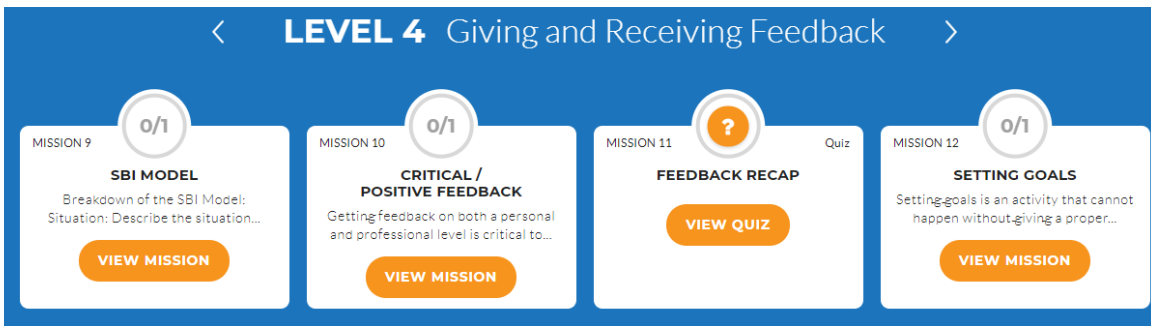 LEVEL 4 Giving and Receiving Feedback
0/1
MISSION 9
SBI MODEL
Breakdown of the SBI Model:
Situation: Describe the situation...
VIEW MISSION
0/1
MISSION 10
CRITICAL /
POSITIVE FEEDBACK
Getting feedback on both a personal
and professional level is critical to...
VIEW MISSION
?
MISSION 11 Quiz
FEEDBACK RECAP
VIEW QUIZ
0/1
MISSION 12
SETTING GOALS
Setting goals is an activity that cannot
happen without giving a proper...
VIEW MISSION